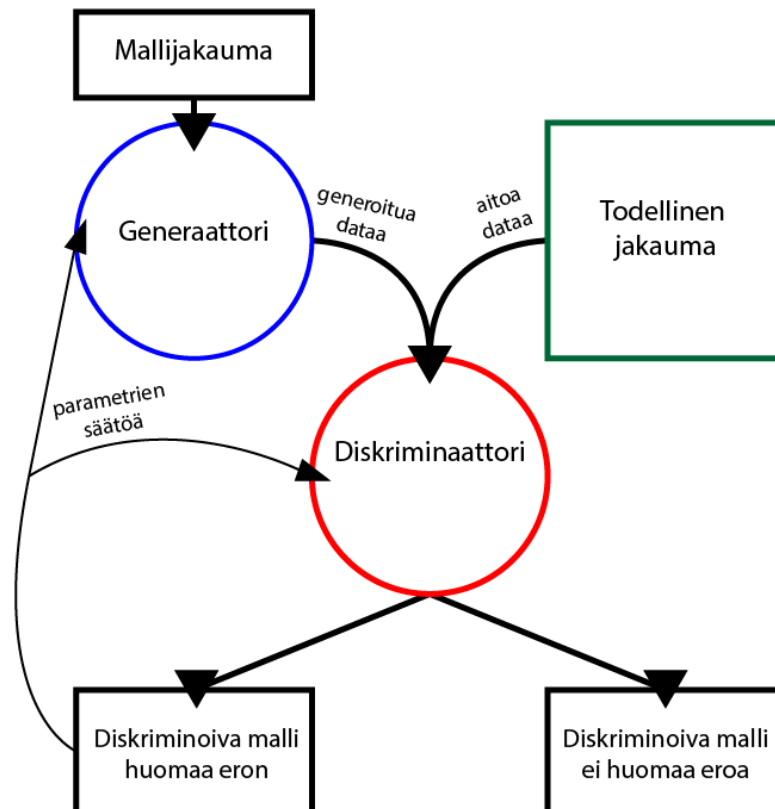 Mallijakauma
Generaattori
generoitua
dataa
aitoa
dataa
Todellinen
jakauma
parametrien
säätöä
Diskriminaattori
Diskriminoiva malli
huomaa eron
Diskriminoiva malli
ei huomaa eroa